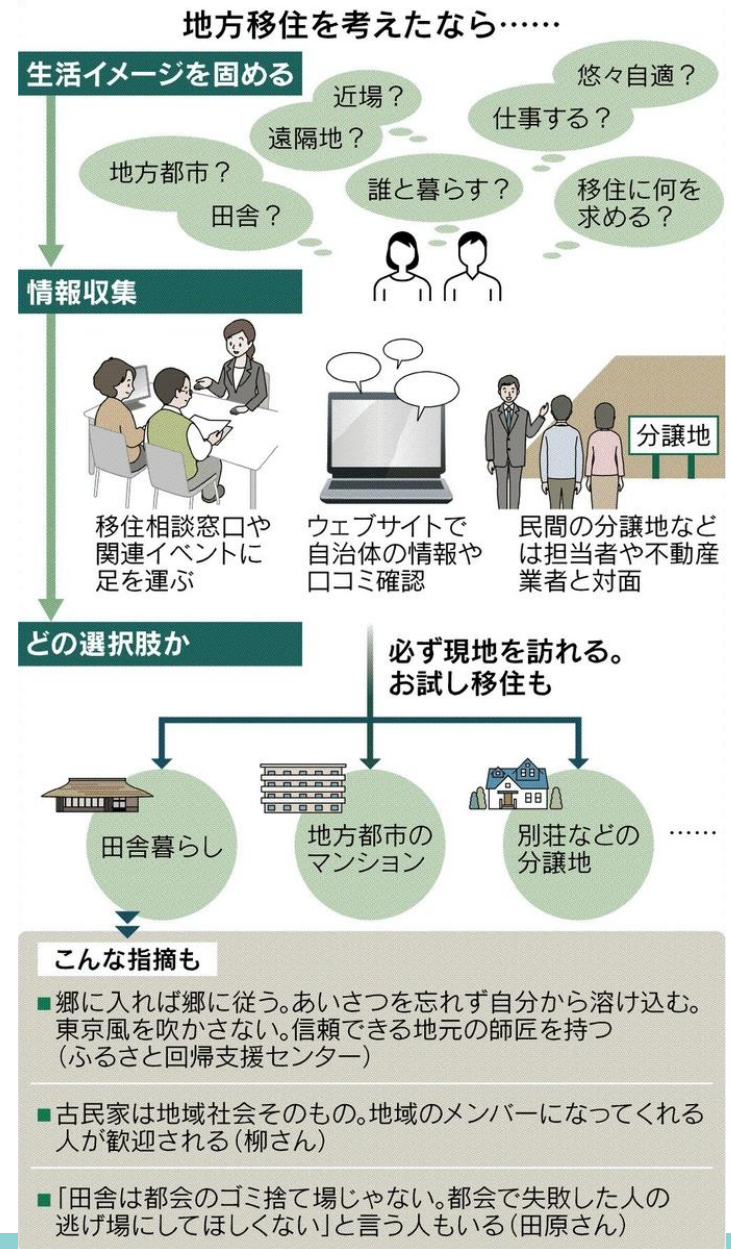 地方移住を考えたなら……
生活イメージを固める
悠々自適？
近場？
仕事する？
遠隔地？
地方都市？
誰と暮らす？
移住に何を
求める？
田舎？
情報収集
分譲地
移住相談窓口や
関連イベントに
足を運ぶ
ウェブサイトで
自治体の情報や
口コミ確認
民間の分譲地など
は担当者や不動産
業者と対面
どの選択肢か
必ず現地を訪れる。
お試し移住も
田舎暮らし
地方都市の
マンション
別荘などの
分譲地
……
こんな指摘も
■郷に入れば郷に従う。あいさつを忘れず自分から溶け込む。
東京風を吹かさない。信頼できる地元の師匠を持つ
（ふるさと回帰支援センター）
■古民家は地域社会そのもの。地域のメンバーになってくれる
人が歓迎される（柳さん）
■「田舎は都会のゴミ捨て場じゃない。都会で失敗した人の
逃げ場にしてほしくない」と言う人もいる（田原さん）